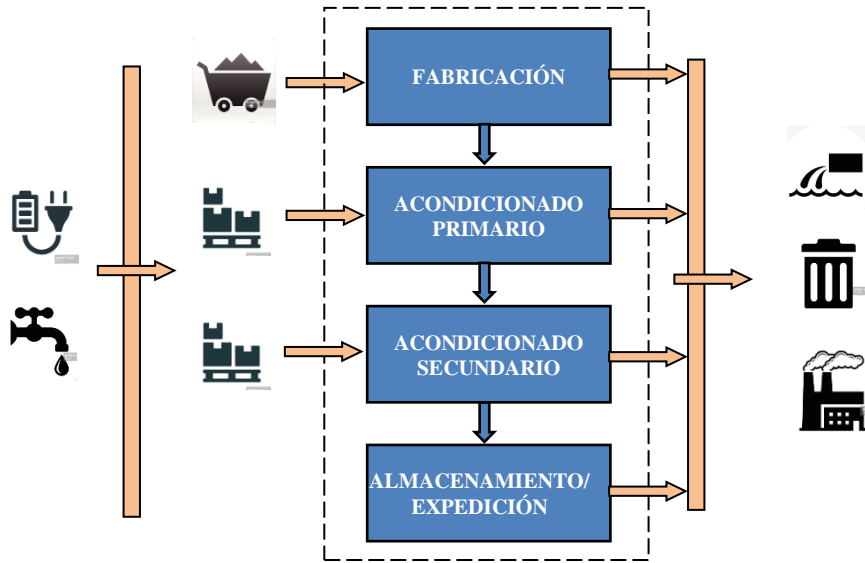 FABRICACIÓN
ACONDICIONADO
PRIMARIO
ACONDICIONADO
SECUNDARIO
ALMACENAMIENTO/
EXPEDICIÓN